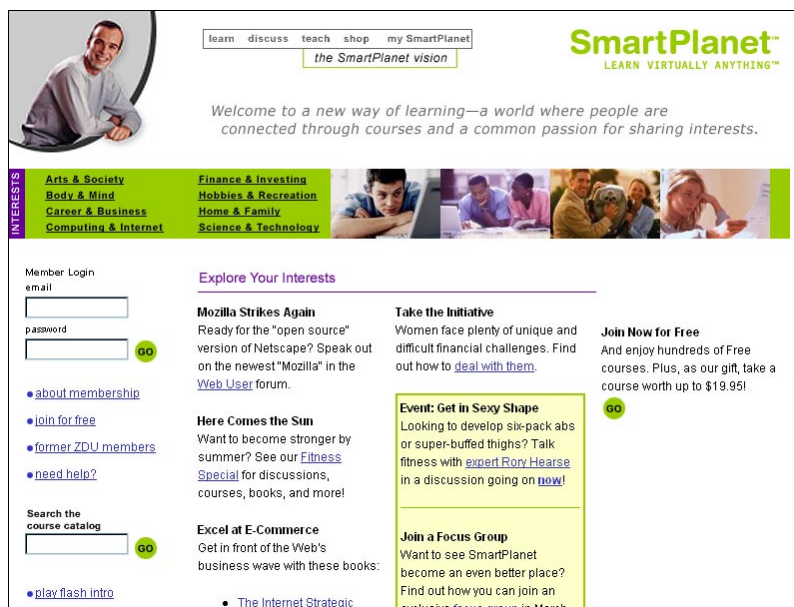 learn discuss teach shop my SmartPlanet
the SmartPlanet vision
SmartPlanet™
LEARN VIRTUALLY ANYTHING™
Welcome to a new way of learning—a world where people are
connected through courses and a common passion for sharing interests.
INTERESTS
Arts & Society
Body & Mind
Career & Business
Computing & Internet
Finance & Investing
Hobbies & Recreation
Home & Family
Science & Technology
Member Login
email
password
GO
about membership
join for free
former ZDU members
need help?
Search the
course catalog
GO
play flash intro
Explore Your Interests
Mozilla Strikes Again
Ready for the "open source"
version of Netscape? Speak out
on the newest "Mozilla" in the
Web User forum.
Here Comes the Sun
Want to become stronger by
summer? See our Fitness
Special for discussions,
courses, books, and more!
Excel at E-Commerce
Get in front of the Web's
business wave with these books:
The Internet Strategic
Take the Initiative
Women face plenty of unique and
difficult financial challenges. Find
out how to deal with them.
Event: Get in Sexy Shape
Looking to develop six-pack abs
or super-buffed thighs? Talk
fitness with expert Rory Hearse
in a discussion going on now!
Join a Focus Group
Want to see SmartPlanet
become an even better place?
Find out how you can join an
exclusive focus group in March
Join Now for Free
And enjoy hundreds of Free
courses. Plus, as our gift, take a
course worth up to $19.95!
GO